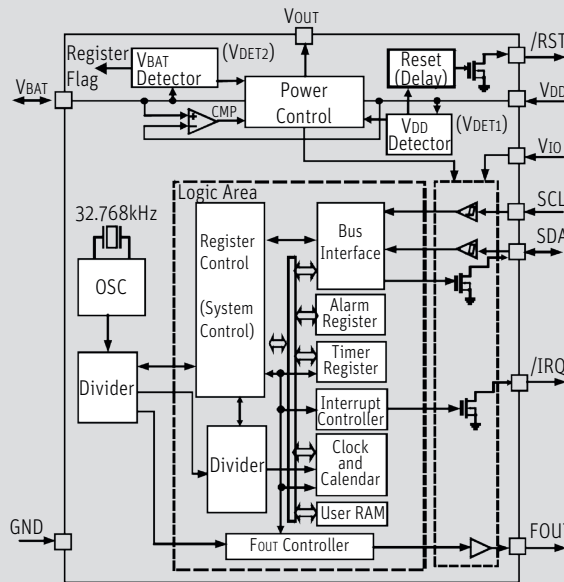 VOUT
/RST
Register
Flag
VBAT
Detector
(VDET2)
Reset
(Delay)
Power
Control
VBAT
VDD
CMP
VDD
Detector
(VDET1)
VIO
Logic Area
SCL
32.768kHz
Register
Control
(System
Control)
Bus
Interface
SDA
OSC
Alarm
Register
Timer
Register
Divider
/IRQ
Interrupt
Controller
Divider
Clock
and
Calendar
User RAM
GND
FOUT Controller
FOUT